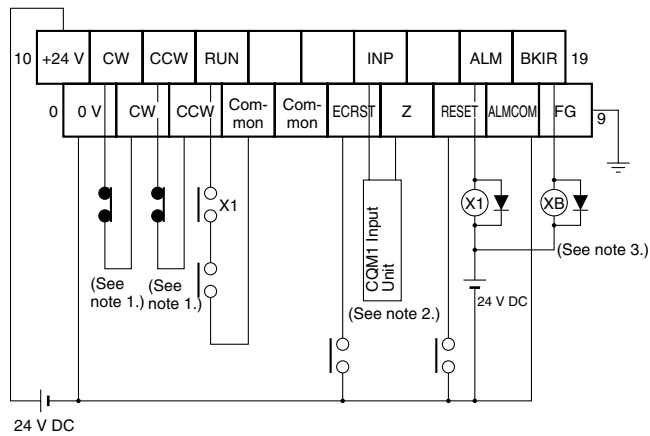 10 +24 V CW CCW RUN INP ALM BKIR 19
0 0 V CW CCW Com-mon Com-mon ECRST Z RESET ALMCOM FG 9
X1
X1
XB
CQM1 Input
Unit
(See
note 1.)
(See
note 1.)
(See note 2.)
(See note 3.)
24 V DC
24 V DC